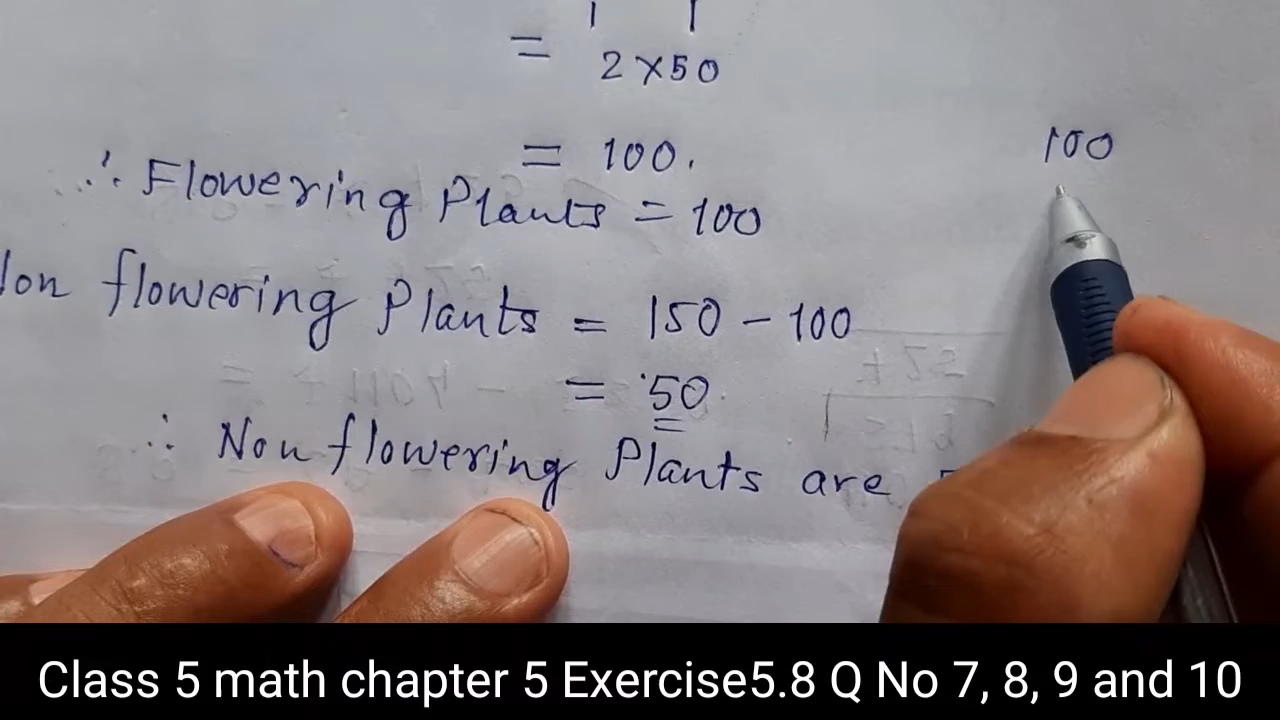 = 2 × 50
= 100.
100
∴ Flowering Plants = 100
flowering Plants = 150 - 100
= 50
∴ Non flowering Plants are
Class 5 math chapter 5 Exercise5.8 Q No 7, 8, 9 and 10